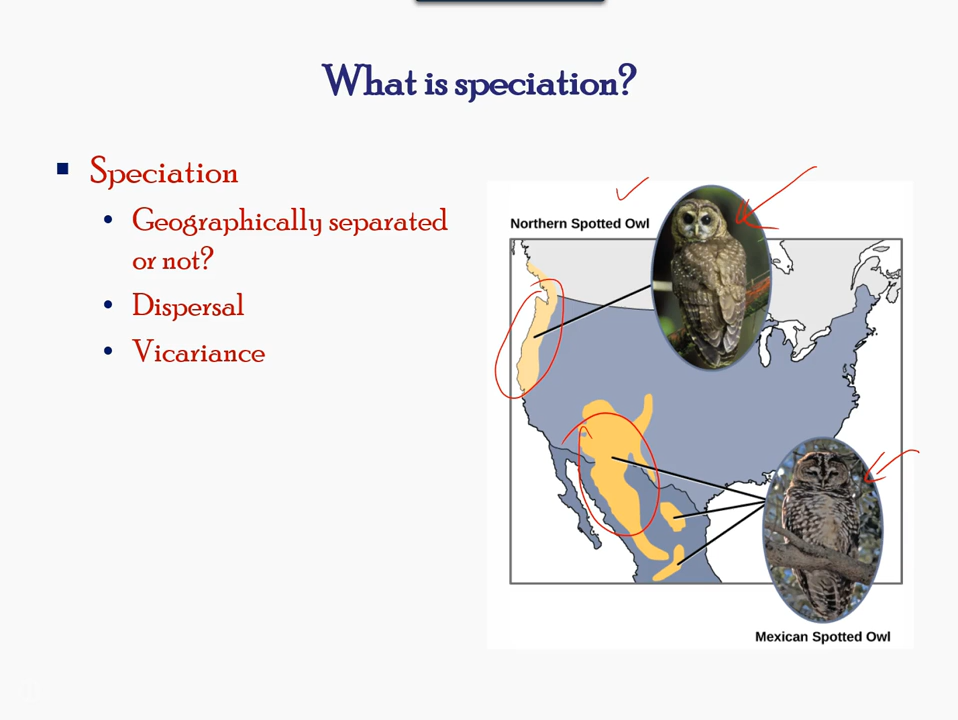 What is speciation?
Speciation
Geographically separated
or not?
Dispersal
Vicariance
Northern Spotted Owl
Mexican Spotted Owl